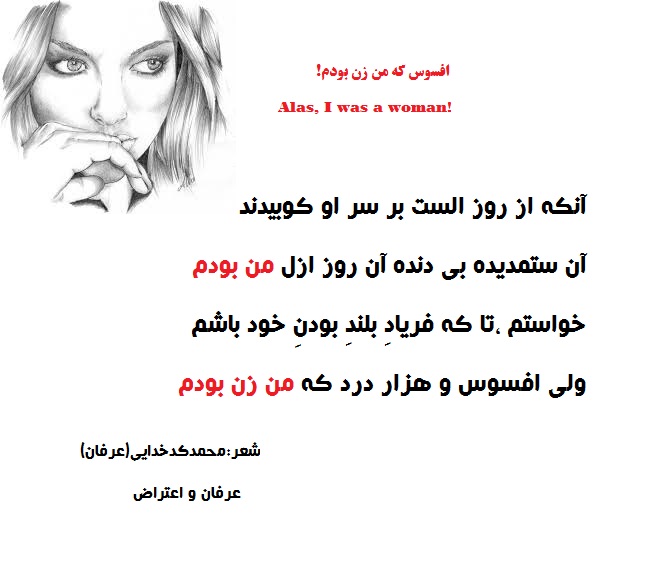 افسوس که من زن بودم!
Alas, I was a woman!
آنکه از روز الست بر سر او کوبیدند
آن ستمدیده بی دنده آن روز ازل من بودم
خواستم ،تا که فریادِ بلندِ بودنِ خود باشم
ولی افسوس و هزار درد که من زن بودم
شعر:محمدکدخدایی(عرفان)
عرفان و اعتراض